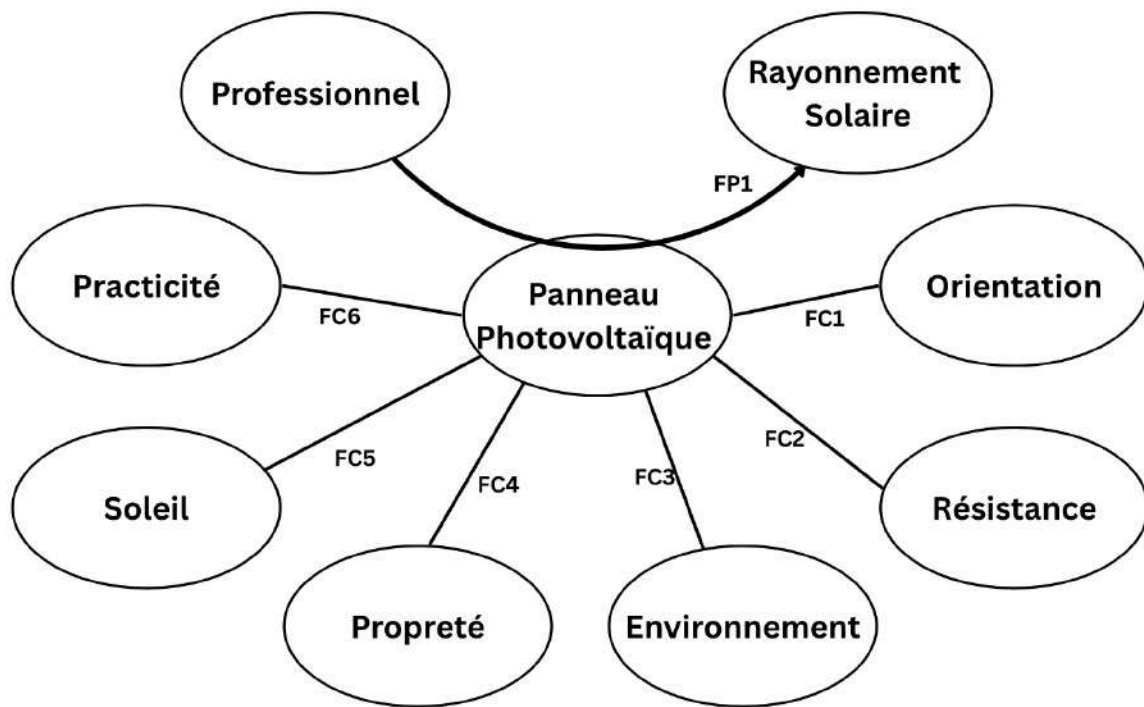 Professionnel
Rayonnement
Solaire
FP1
Practicité
Panneau
Photovoltaïque
Orientation
FC6
FC1
FC5
FC4
FC3
FC2
Soleil
Résistance
Propreté
Environnement